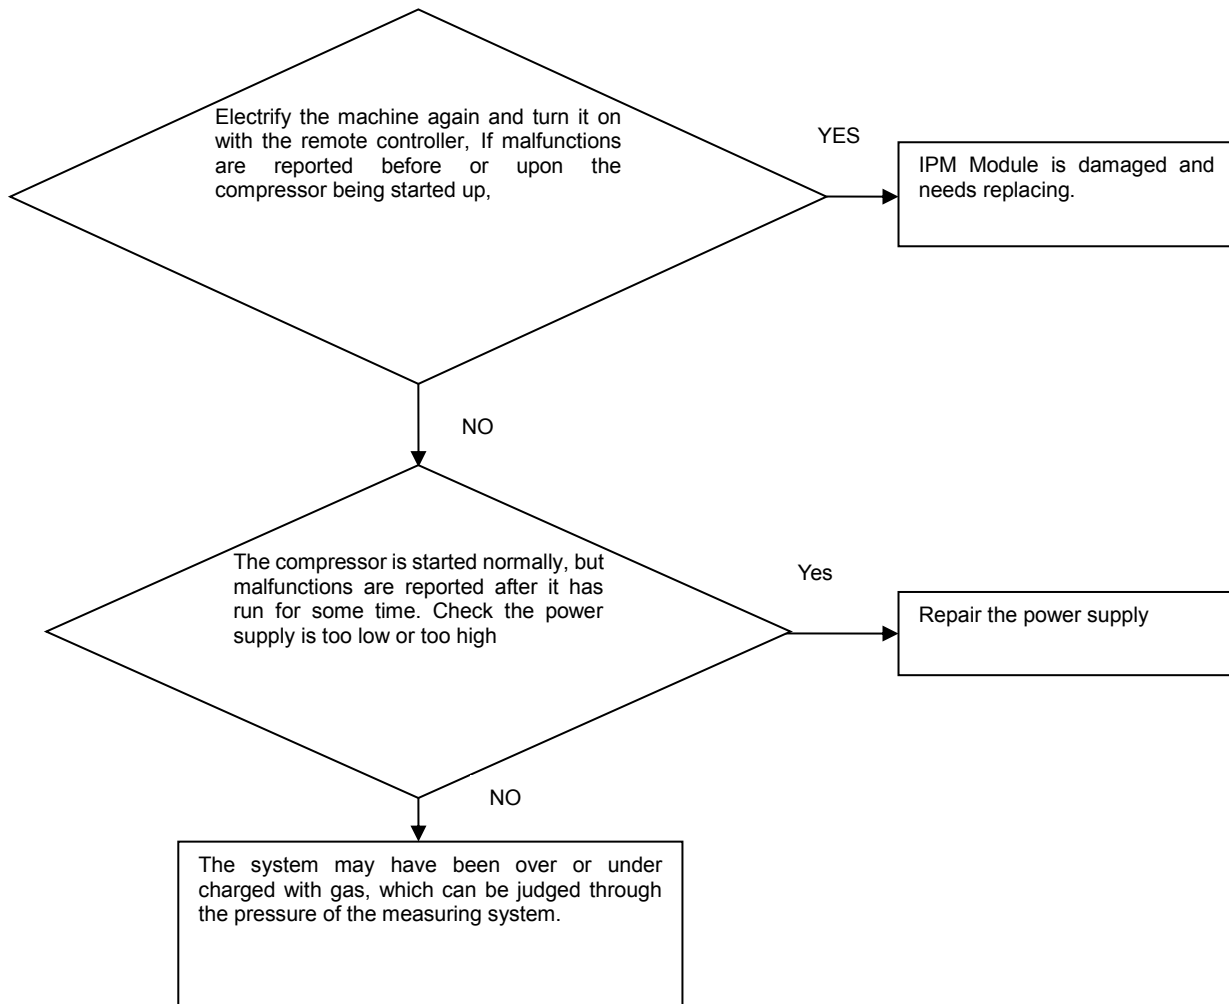 Electrify the machine again and turn it on
with the remote controller, If malfunctions
are reported before or upon the
compressor being started up,
YES
IPM Module is damaged and
needs replacing.
NO
The compressor is started normally, but
malfunctions are reported after it has
run for some time. Check the power
supply is too low or too high
Yes
Repair the power supply
NO
The system may have been over or under
charged with gas, which can be judged through
the pressure of the measuring system.